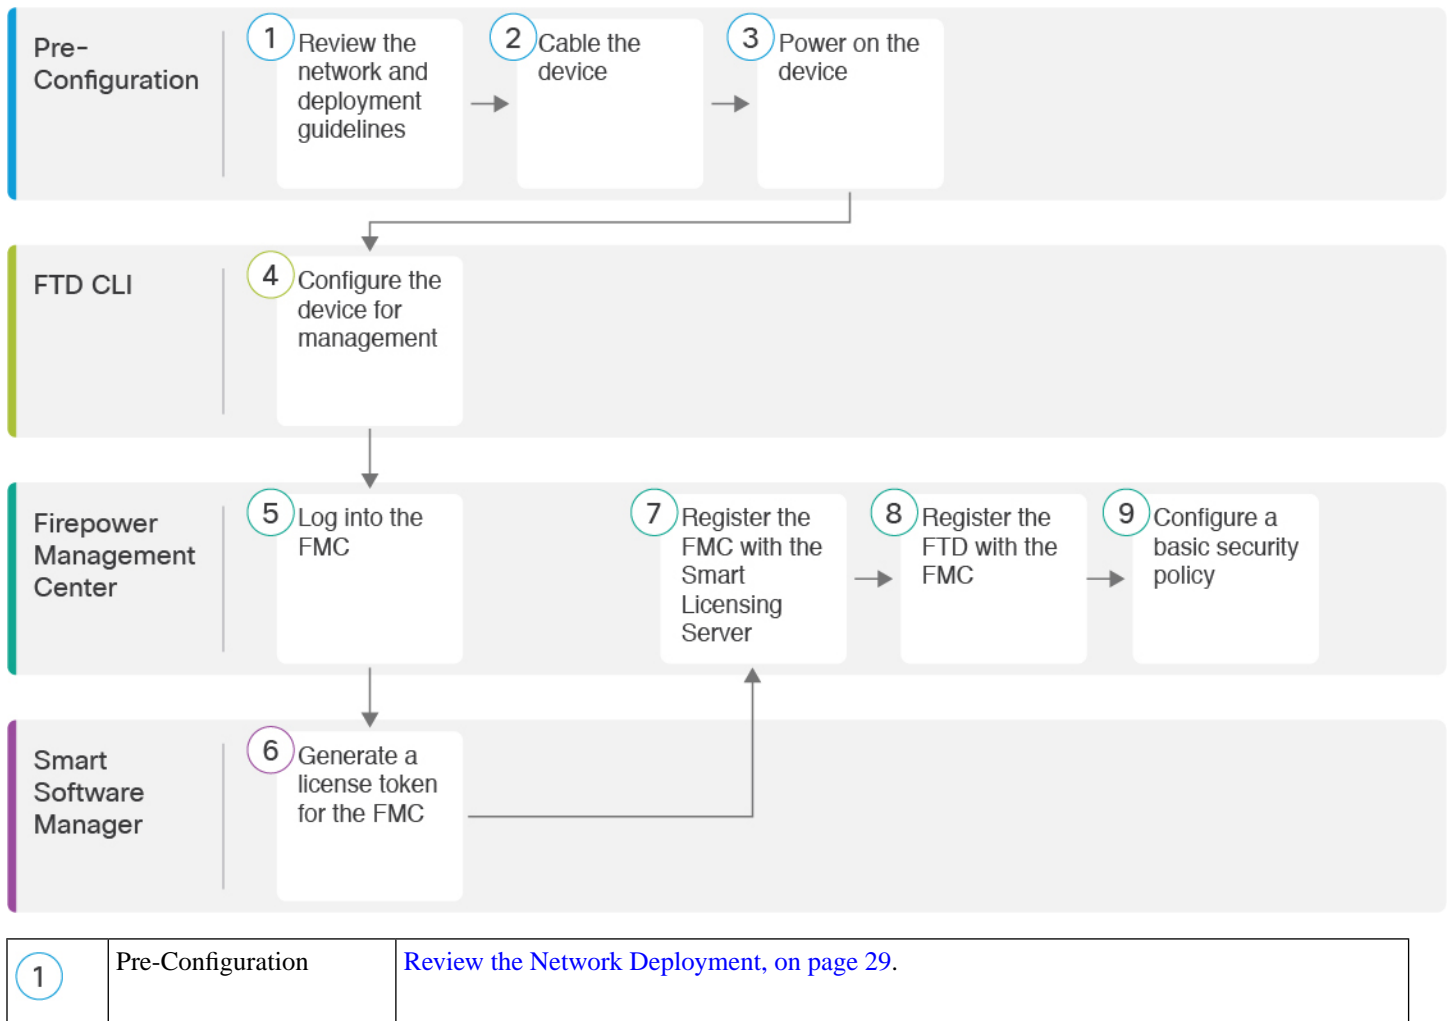 Pre-
Configuration
1
Review the
network and
deployment
guidelines
2
Cable the
device
3
Power on the
device
FTD CLI
4
Configure the
device for
management
Firepower
Management
Center
5
Log into the
FMC
7
Register the
FMC with the
Smart
Licensing
Server
8
Register the
FTD with the
FMC
9
Configure a
basic security
policy
Smart
Software
Manager
6
Generate a
license token
for the FMC
1
Pre-Configuration
Review the Network Deployment, on page 29.